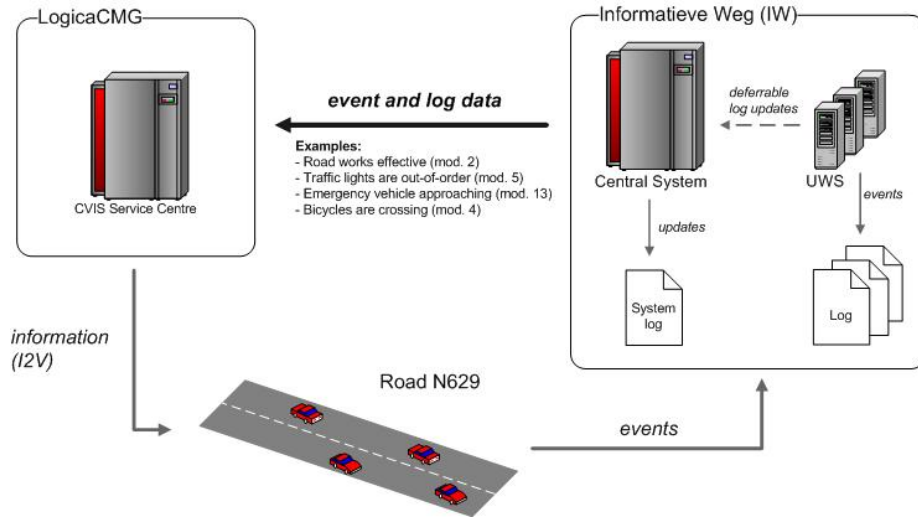 LogicaCMG
CVIS Service Centre
event and log data
Examples:
- Road works effective (mod. 2)
- Traffic lights are out-of-order (mod. 5)
- Emergency vehicle approaching (mod. 13)
- Bicycles are crossing (mod. 4)
Informatieve Weg (IW)
deferrable
log updates
Central System
UWS
updates
events
System
log
Log
information
(I2V)
Road N629
events